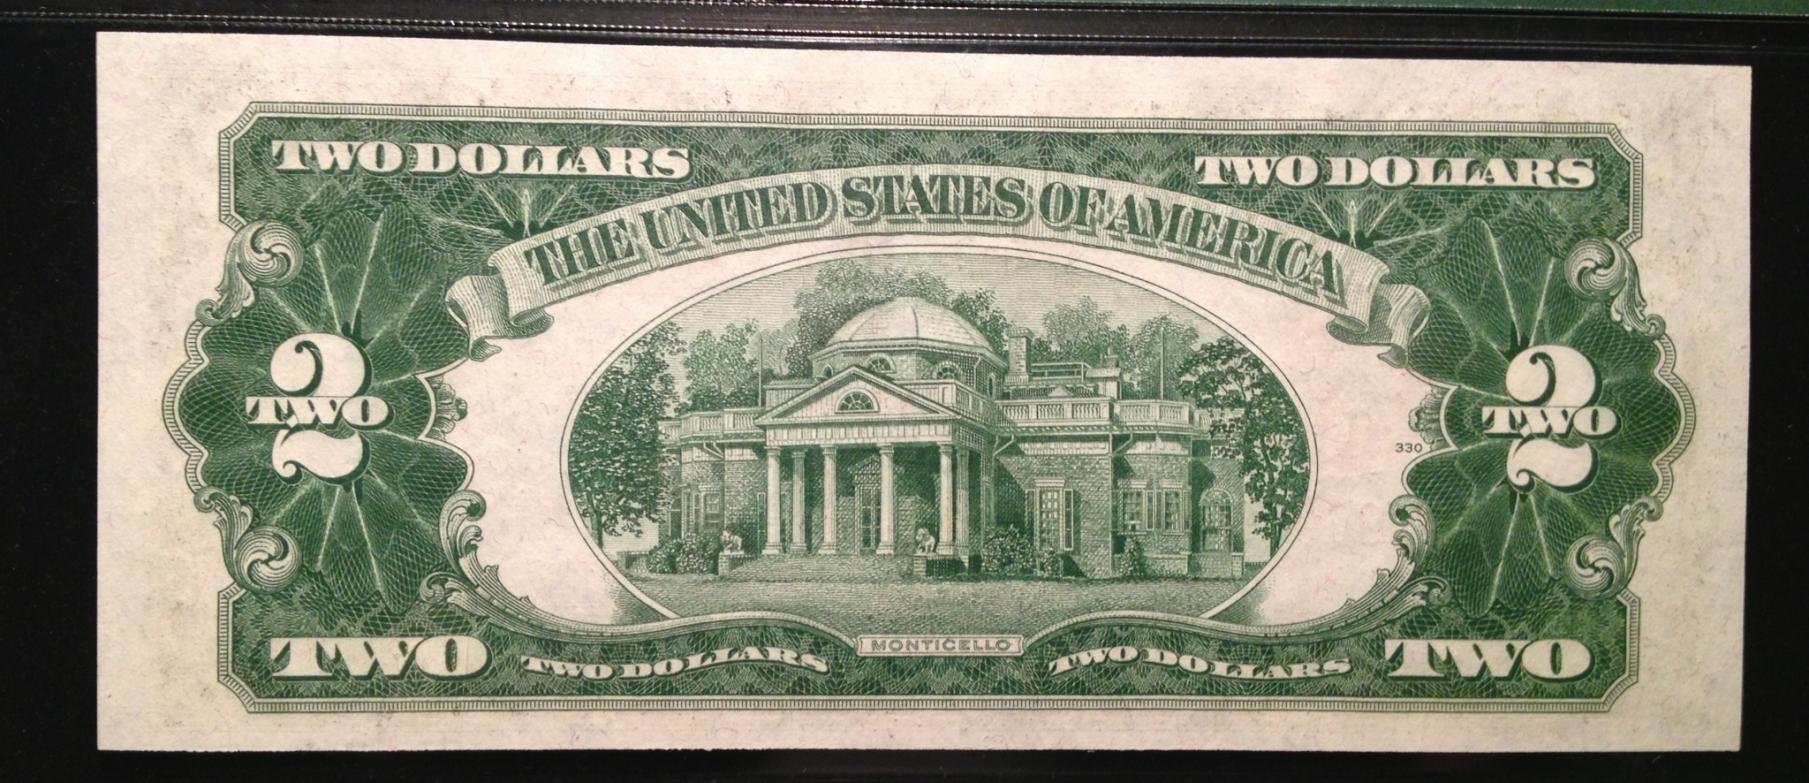 TWO DOLLARS TWO DOLLARS
THE UNITED STATES OF AMERICA
2 TWO 2 TWO
330
MONTICELLO
TWO TWO DOLLARS TWO DOLLARS TWO